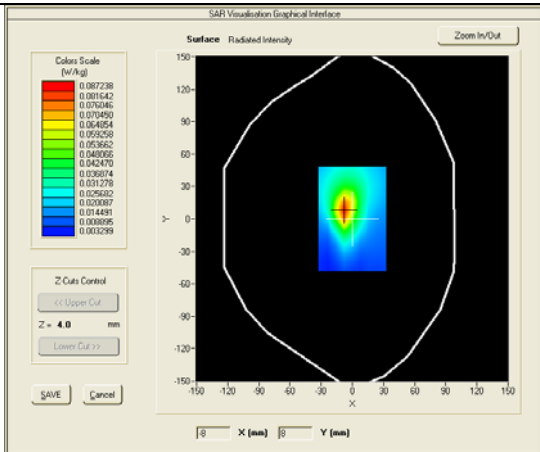 SAR Visualisation Graphical Interface
Surface Radiated Intensity
Zoom In/Out
Colors Scale
(W/kg)
0.087238
0.081642
0.076046
0.070450
0.064854
0.059258
0.053662
0.048066
0.042470
0.036874
0.031278
0.025682
0.020087
0.014491
0.008895
0.003299
Z-Cuts Control
<< Upper Cut
Z = 4.0 mm
Lower Cut >>
SAVE Cancel
150
120
90
60
30
0
-30
-60
-90
-120
-150
Y
-150 -120 -90 -60 -30 0 30 60 90 120 150
X
-8 X (mm) 8 Y (mm)